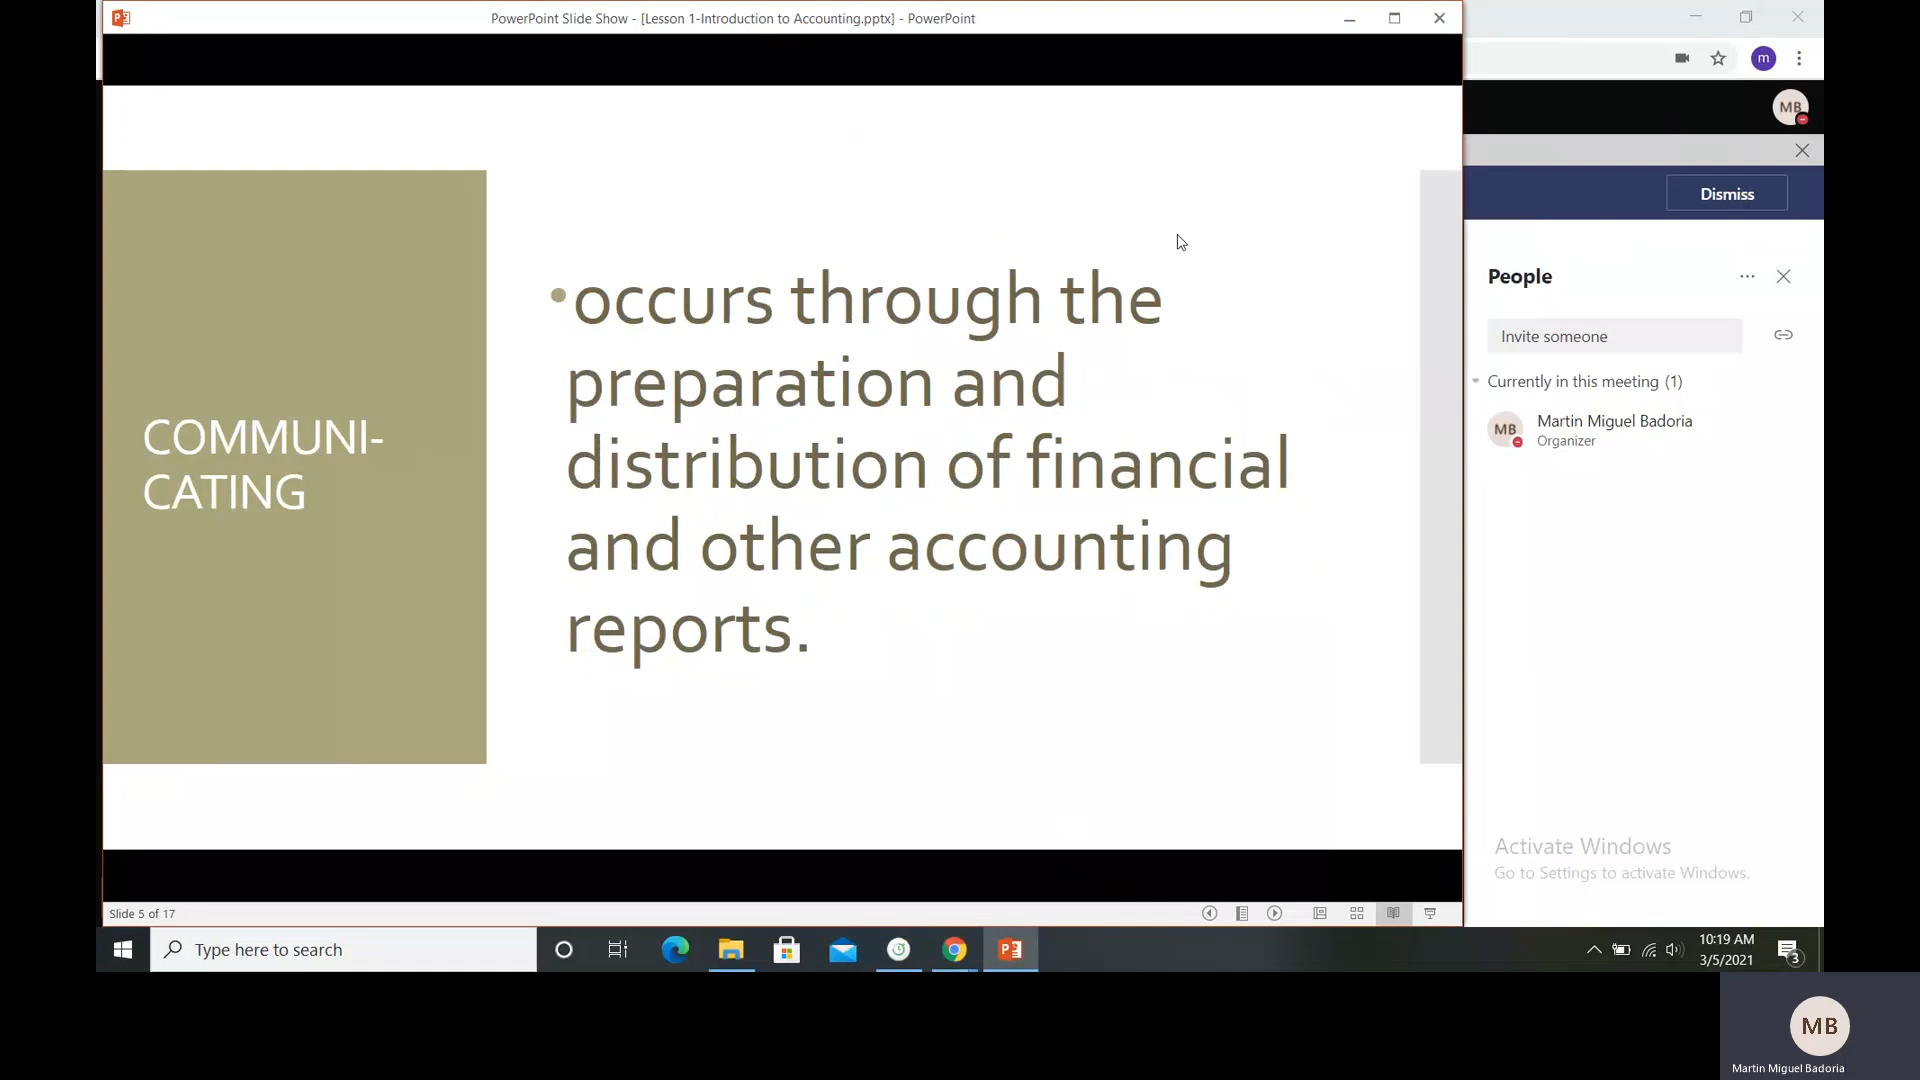 PowerPoint Slide Show - [Lesson 1-Introduction to Accounting.pptx] - PowerPoint
m
MB
Dismiss
COMMUNI-
CATING
•occurs through the
preparation and
distribution of financial
and other accounting
reports.
People
Invite someone
Currently in this meeting (1)
MB
Martin Miguel Badoria
Organizer
Activate Windows
Go to Settings to activate Windows.
Slide 5 of 17
Type here to search
10:19 AM
3/5/2021
3
MB
Martin Miguel Badoria